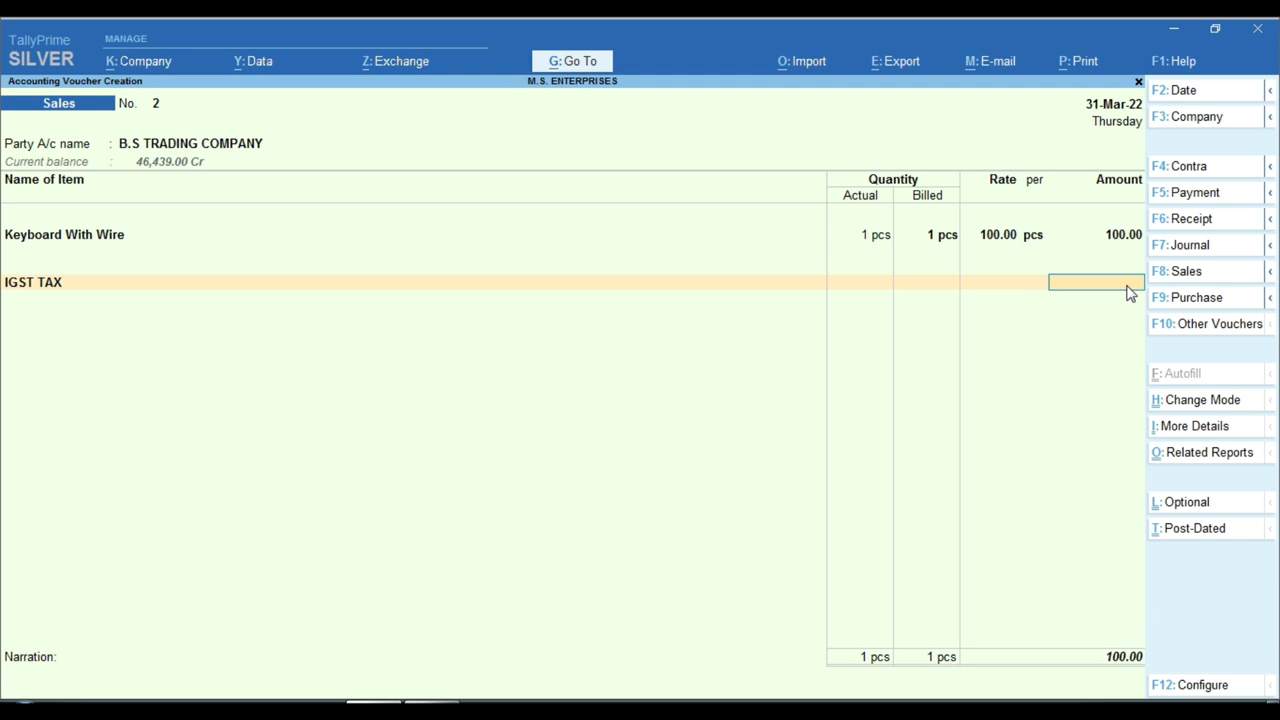 TallyPrime
SILVER
MANAGE
K: Company
Y: Data
Z: Exchange
G: Go To
O: Import
E: Export
M: E-mail
P: Print
F1: Help
Accounting Voucher Creation
M.S. ENTERPRISES
Sales
No. 2
31-Mar-22
Thursday
Party A/c name : B.S TRADING COMPANY
Current balance : 46,439.00 Cr
Name of Item
Quantity
Rate per
Amount
Actual
Billed
Keyboard With Wire
1 pcs
1 pcs
100.00 pcs
100.00
IGST TAX
Narration:
1 pcs
1 pcs
100.00
F2: Date
F3: Company
F4: Contra
F5: Payment
F6: Receipt
F7: Journal
F8: Sales
F9: Purchase
F10: Other Vouchers
F: Autofill
H: Change Mode
I: More Details
O: Related Reports
L: Optional
T: Post-Dated
F12: Configure